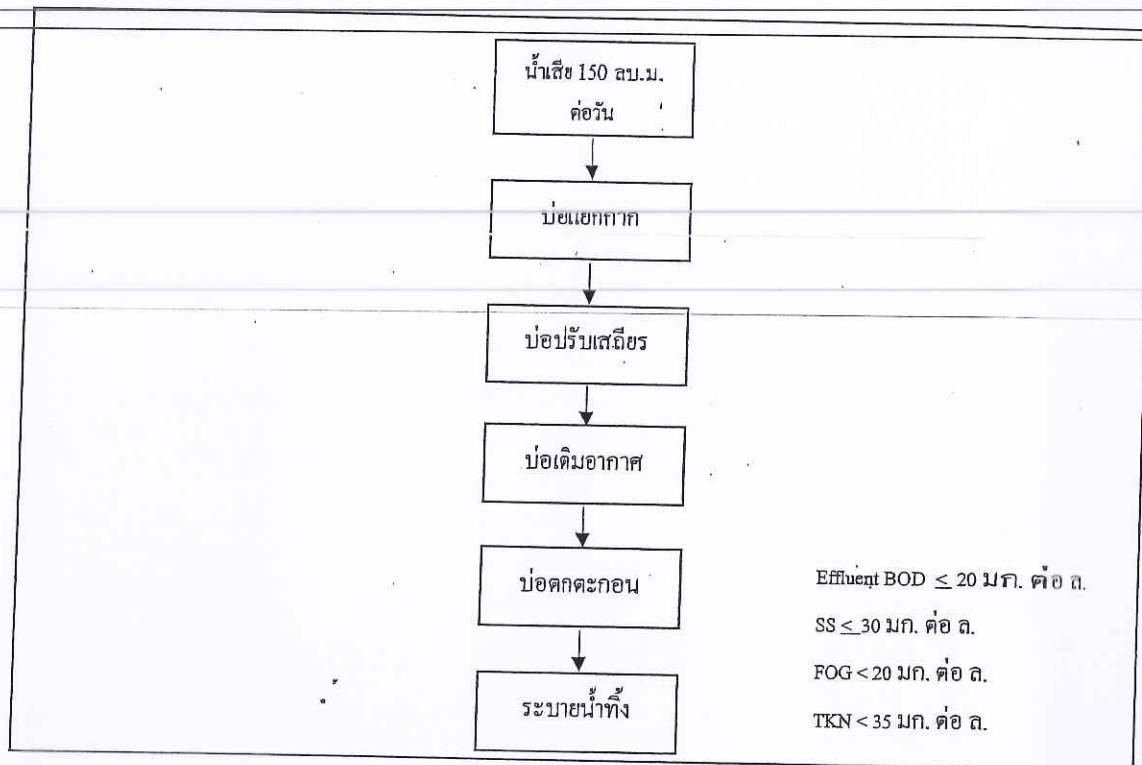 น้ำเสีย 150 ลบ.ม.
ต่อวัน
บ่อแยกกาก
บ่อปรับเสถียร
บ่อเติมอากาศ
บ่อตกตะกอน
ระบายน้ำทิ้ง
Effluent BOD ≤ 20 มก. ต่อ ล.
SS ≤ 30 มก. ต่อ ล.
FOG < 20 มก. ต่อ ล.
TKN < 35 มก. ต่อ ล.